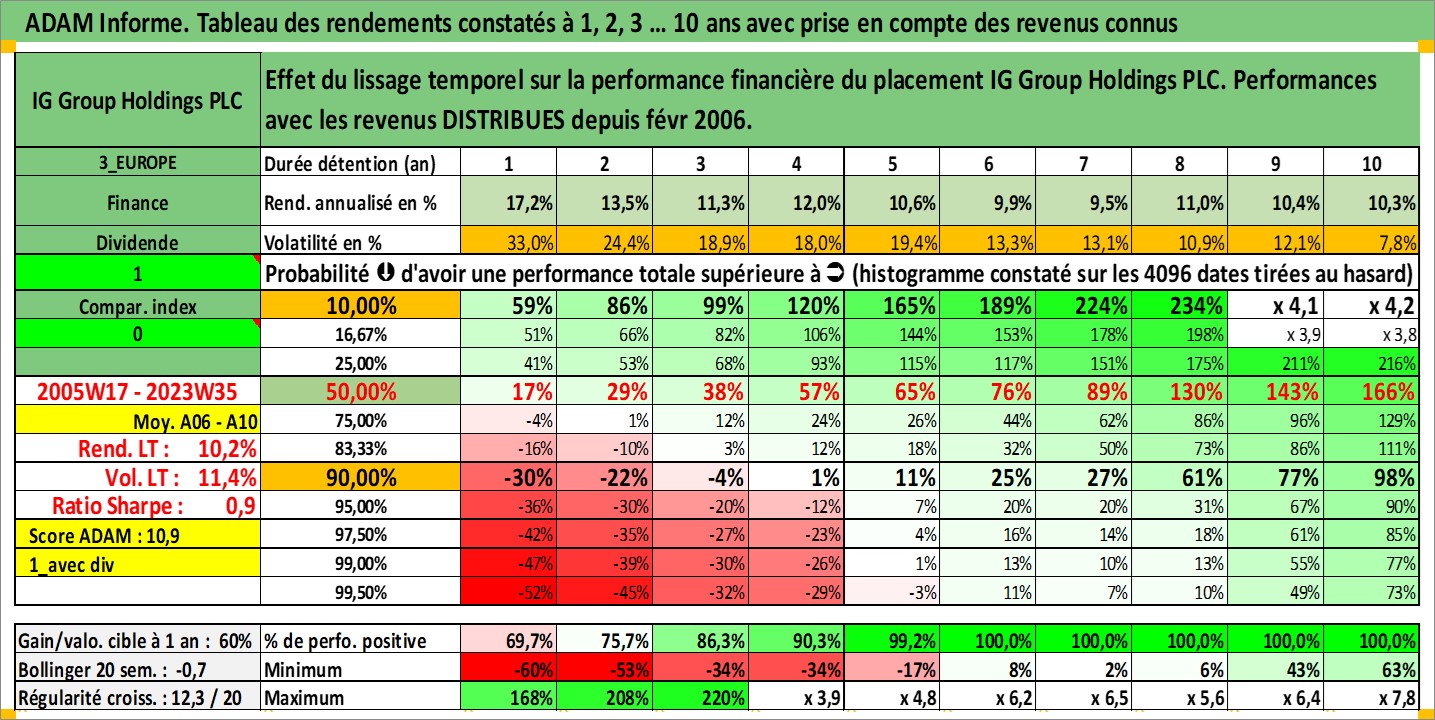 ADAM Informe. Tableau des rendements constatés à 1, 2, 3 ... 10 ans avec prise en compte des revenus connus
IG Group Holdings PLC
Effet du lissage temporel sur la performance financière du placement IG Group Holdings PLC. Performances
avec les revenus DISTRIBUES depuis févr 2006.
3_EUROPE Durée détention (an) 1 2 3 4 5 6 7 8 9 10
Finance Rend. annualisé en % 17,2% 13,5% 11,3% 12,0% 10,6% 9,9% 9,5% 11,0% 10,4% 10,3%
Dividende Volatilité en % 33,0% 24,4% 18,9% 18,0% 19,4% 13,3% 13,1% 10,9% 12,1% 7,8%
1 Probabilité ⬇ d'avoir une performance totale supérieure à ➲ (histogramme constaté sur les 4096 dates tirées au hasard)
Compar. index 10,00% 59% 86% 99% 120% 165% 189% 224% 234% x 4,1 x 4,2
0 16,67% 51% 66% 82% 106% 144% 153% 178% 198% x 3,9 x 3,8
25,00% 41% 53% 68% 93% 115% 117% 151% 175% 211% 216%
2005W17 - 2023W35 50,00% 17% 29% 38% 57% 65% 76% 89% 130% 143% 166%
Moy. A06 - A10 75,00% -4% 1% 12% 24% 26% 44% 62% 86% 96% 129%
Rend. LT : 10,2% 83,33% -16% -10% 3% 12% 18% 32% 50% 73% 86% 111%
Vol. LT : 11,4% 90,00% -30% -22% -4% 1% 11% 25% 27% 61% 77% 98%
Ratio Sharpe : 0,9 95,00% -36% -30% -20% -12% 7% 20% 20% 31% 67% 90%
Score ADAM : 10,9 97,50% -42% -35% -27% -23% 4% 16% 14% 18% 61% 85%
1_avec div 99,00% -47% -39% -30% -26% 1% 13% 10% 13% 55% 77%
99,50% -52% -45% -32% -29% -3% 11% 7% 10% 49% 73%
Gain/valo. cible à 1 an : 60% % de perfo. positive 69,7% 75,7% 86,3% 90,3% 99,2% 100,0% 100,0% 100,0% 100,0% 100,0%
Bollinger 20 sem. : -0,7 Minimum -60% -53% -34% -34% -17% 8% 2% 6% 43% 63%
Régularité croiss. : 12,3 / 20 Maximum 168% 208% 220% x 3,9 x 4,8 x 6,2 x 6,5 x 5,6 x 6,4 x 7,8